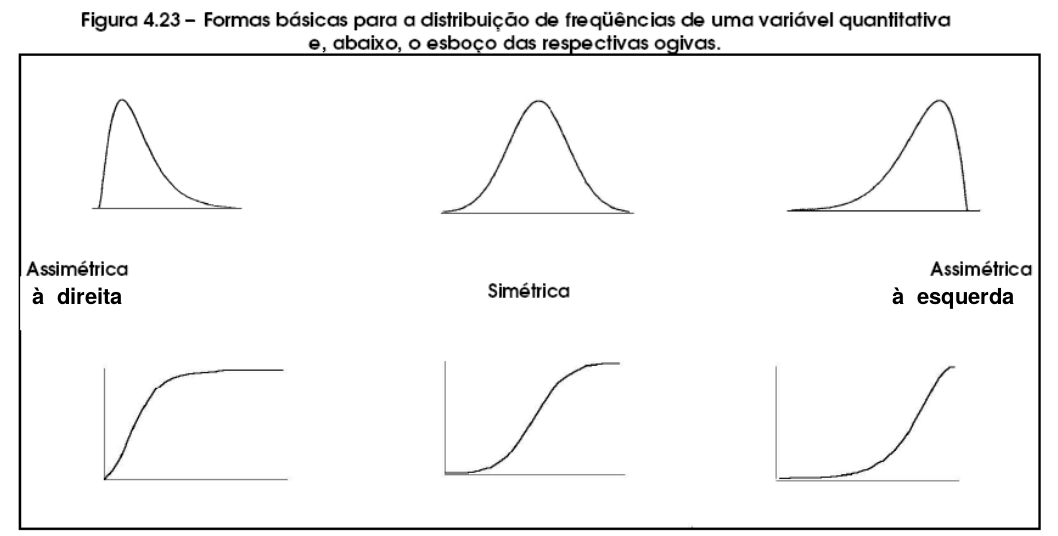 Figura 4.23 – Formas básicas para a distribuição de freqüências de uma variável quantitativa
e, abaixo, o esboço das respectivas ogivas.
Assimétrica
à direita
Simétrica
Assimétrica
à esquerda